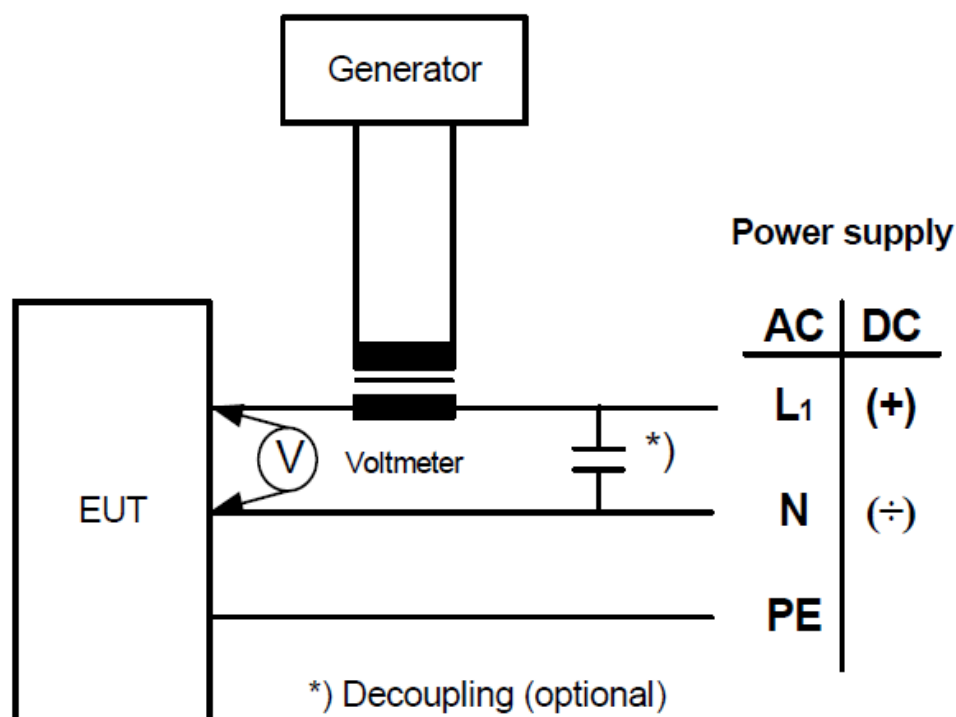 Generator
Power supply
AC DC
L1 (+)
*)
V Voltmeter
EUT
N (÷)
PE
*) Decoupling (optional)